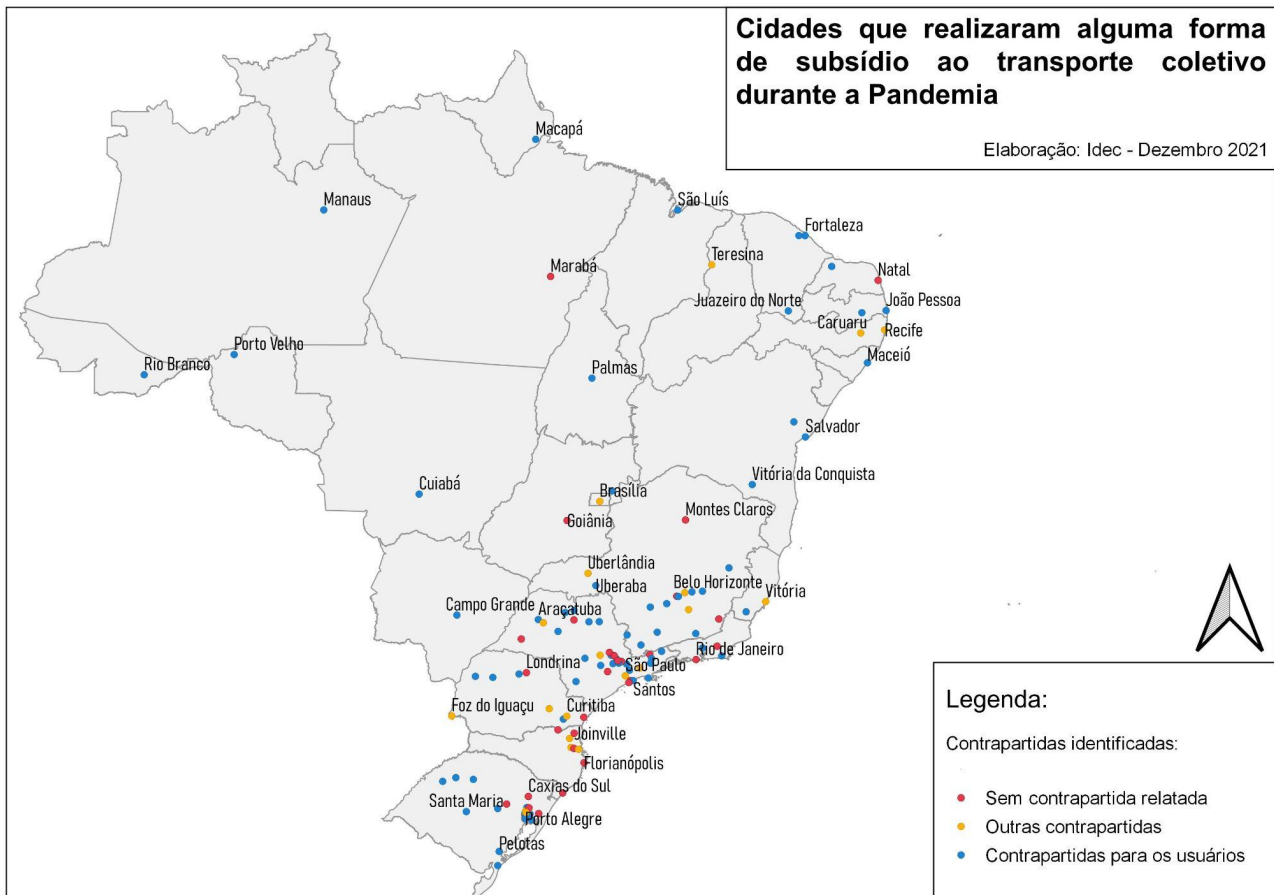 Cidades que realizaram alguma forma
de subsídio ao transporte coletivo
durante a Pandemia
Elaboração: Idec - Dezembro 2021
Macapá
Manaus
São Luís
Fortaleza
Teresina
Marabá
Natal
Juazeiro do Norte
João Pessoa
Caruaru
Recife
Porto Velho
Maceió
Rio Branco
Palmas
Salvador
Cuiabá
Vitória da Conquista
Brasília
Goiânia
Montes Claros
Uberlândia
Uberaba
Belo Horizonte
Vitória
Campo Grande
Araçatuba
Rio de Janeiro
Londrina
São Paulo
Santos
Foz do Iguaçu
Curitiba
Joinville
Florianópolis
Caxias do Sul
Santa Maria
Porto Alegre
Pelotas
Legenda:
Contrapartidas identificadas:
Sem contrapartida relatada
Outras contrapartidas
Contrapartidas para os usuários